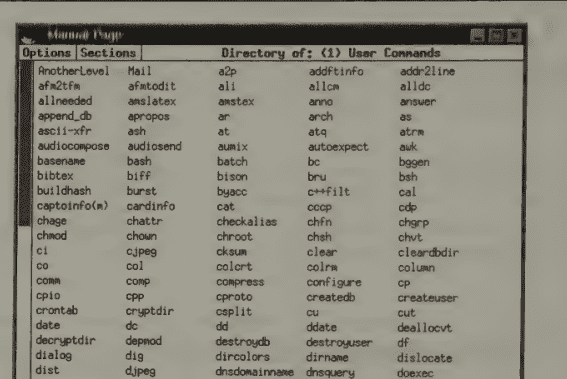 Manual Page
Options Sections Directory of: (1) User Commands
AnotherLevel Mail a2p addftinfo addr2line
afm2tfm afmtodit ali allcm alldc
allneeded amslatex amstex anno answer
append_db apropos ar arch as
ascii-xfr ash at atq atrm
audiocompose audiosend aumix autoexpect awk
basename bash batch bc bggen
bibtex biff bison bru bsh
buildhash burst byacc c++filt cal
captoinfo(m) cardinfo cat cccp cdp
chage chattr checkalias chfn chgrp
chmod chown chroot chsh chvt
ci cjpeg cksum clear cleardbdir
co col colcrt colrm column
comm comp compress configure cp
cpio cpp cproto createdb createuser
crontab cryptdir csplit cu cut
date dc dd ddate deallocvt
decryptdir depmod destroydb destroyuser df
dialog dig dircolors dirname dislocate
dist djpeg dnsdomainname dnsquery doexec